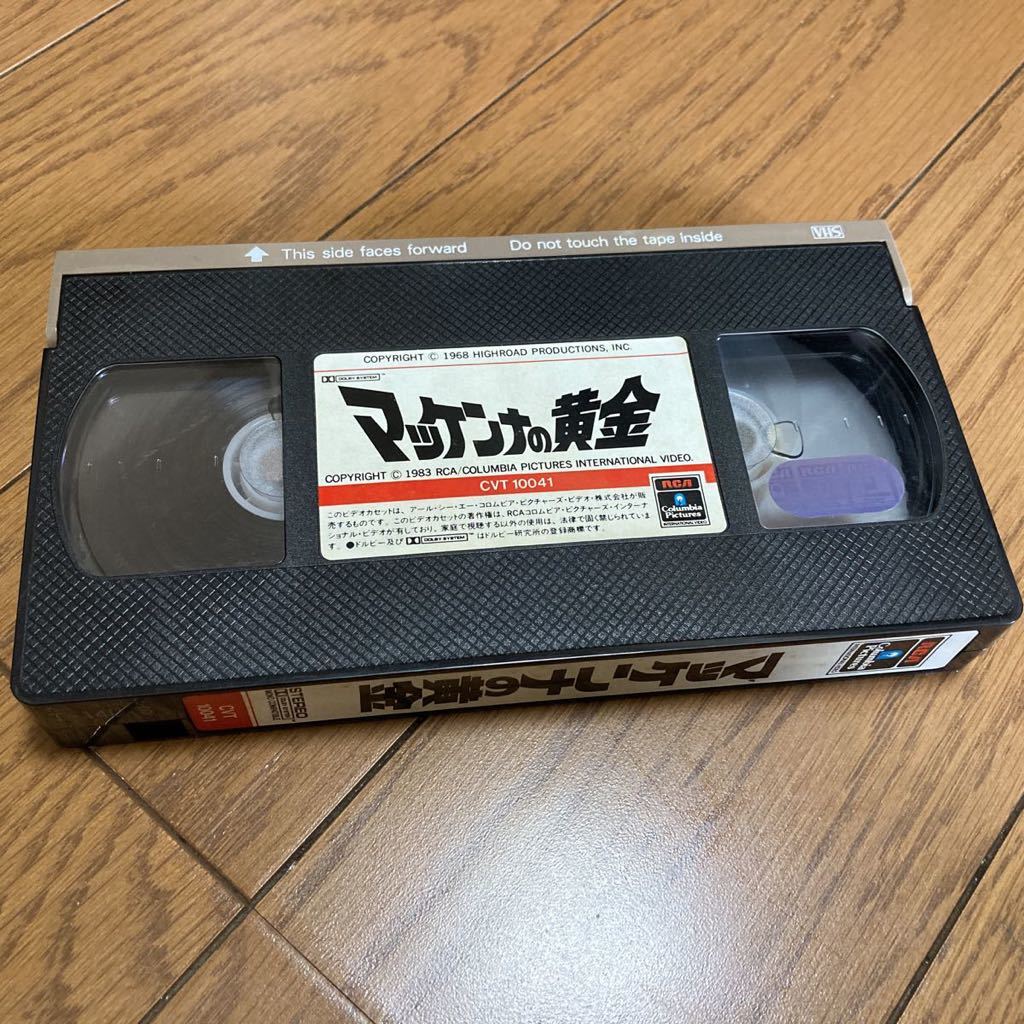 This side faces forward Do not touch the tape inside VHS
COPYRIGHT © 1968 HIGHROAD PRODUCTIONS, INC.
DOLBY SYSTEM
マッケンナの黄金
COPYRIGHT © 1983 RCA/COLUMBIA PICTURES INTERNATIONAL VIDEO.
CVT 10041
RCA
Columbia
Pictures
INTERNATIONAL VIDEO
このビデオカセットは、アール・シー・エー・コロムビア・ピクチャーズ・ビデオ・株式会社が販
売するものです。このビデオカセットの著作権は、RCAコロムビア・ピクチャーズ・インターナ
ショナル・ビデオが有しており、家庭で視聴する以外の使用は、法律で固く禁じられていま
す。●ドルビー及び DOLBY SYSTEM はドルビー研究所の登録商標です。
RCA
Columbia
Pictures
マッケンナの黄金
STEREO
CVT
10041